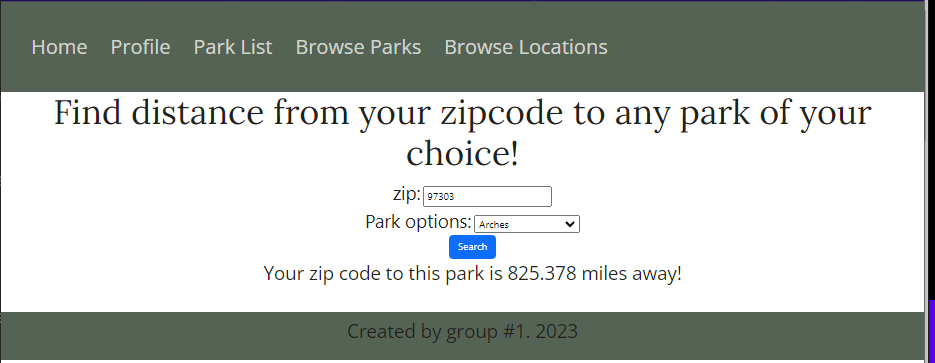 Home Profile Park List Browse Parks Browse Locations
Find distance from your zipcode to any park of your
choice!
zip: 97303
Park options: Arches
Search
Your zip code to this park is 825.378 miles away!
Created by group #1. 2023